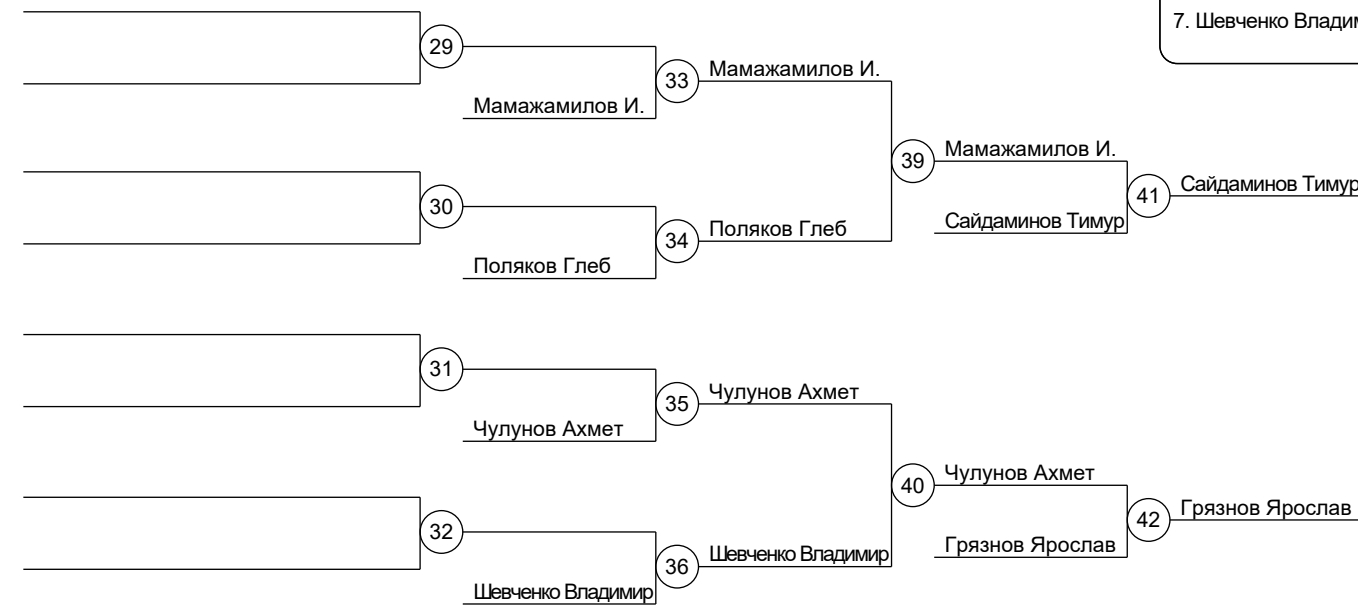 7. Шевченко Влади
29
33
Мамажамилов И.
Мамажамилов И.
39
Мамажамилов И.
41
Сайдаминов Тимур
30
34
Поляков Глеб
Сайдаминов Тимур
Поляков Глеб
31
35
Чулунов Ахмет
Чулунов Ахмет
40
Чулунов Ахмет
42
Грязнов Ярослав
32
36
Шевченко Владимир
Грязнов Ярослав
Шевченко Владимир